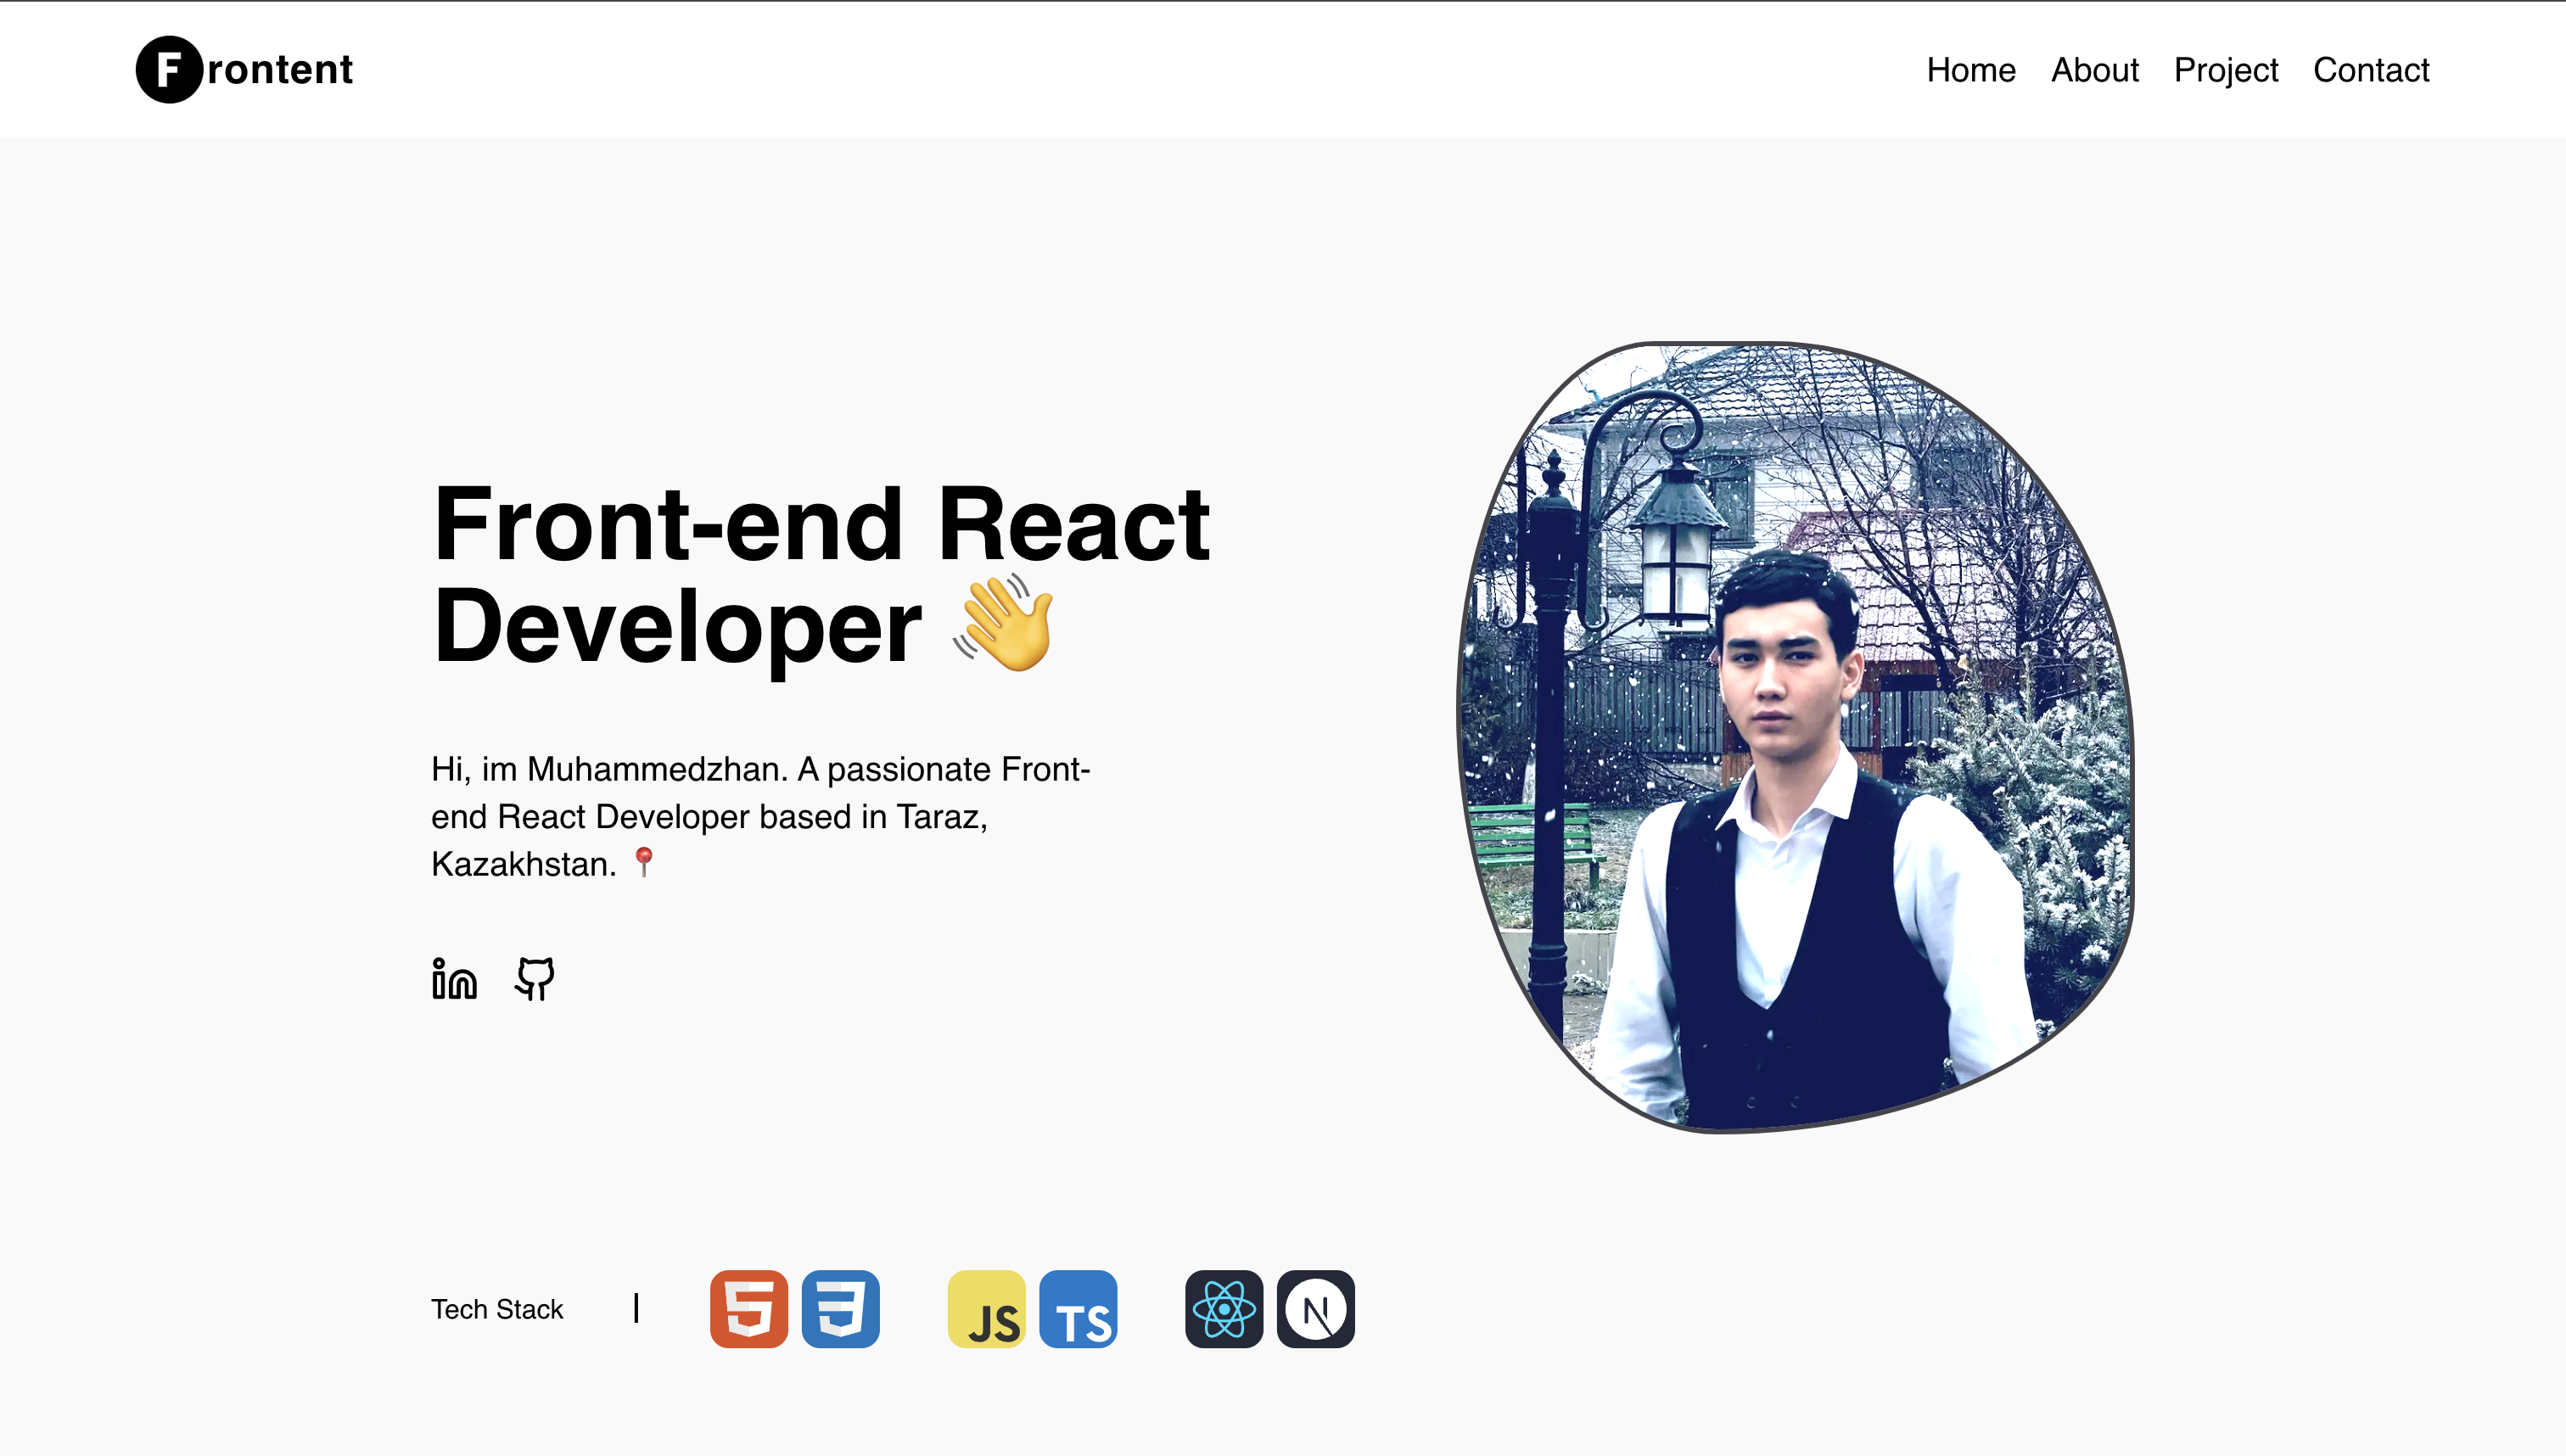 Frontent
Home About Project Contact
Front-end React
Developer 👋
Hi, im Muhammedzhan. A passionate Front-
end React Developer based in Taraz,
Kazakhstan. 📍
in
Tech Stack | 5 3 JS TS N